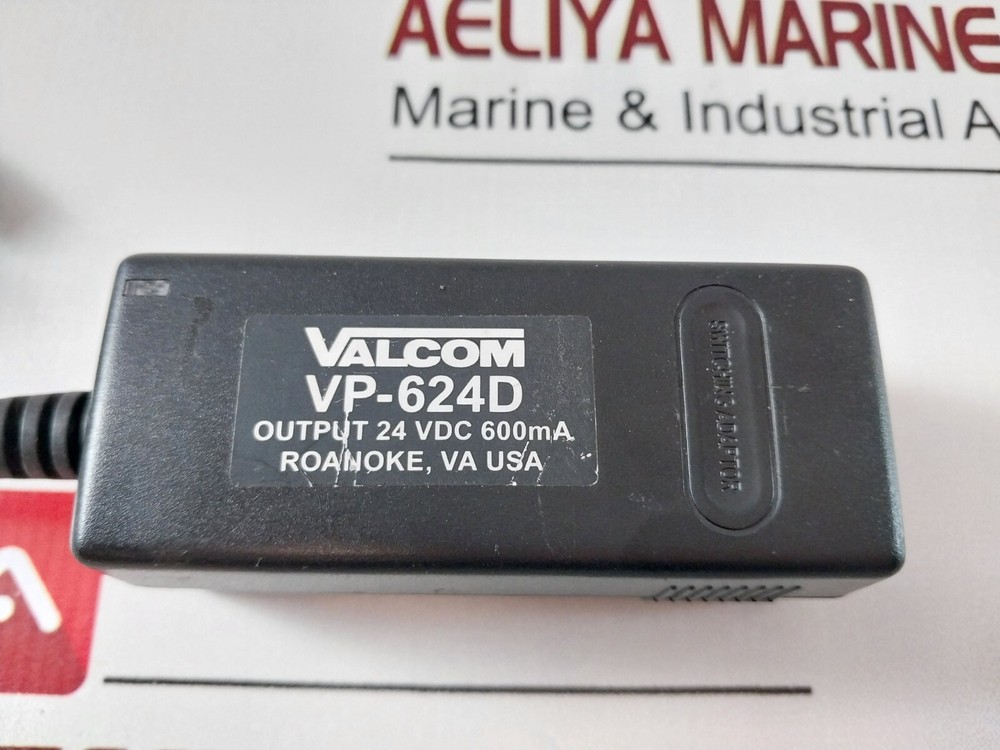 AELIYA MARINE
Marine & Industrial A
VALCOM
VP-624D
OUTPUT 24 VDC 600mA
ROANOKE, VA USA
SWITCHING ADAPTOR